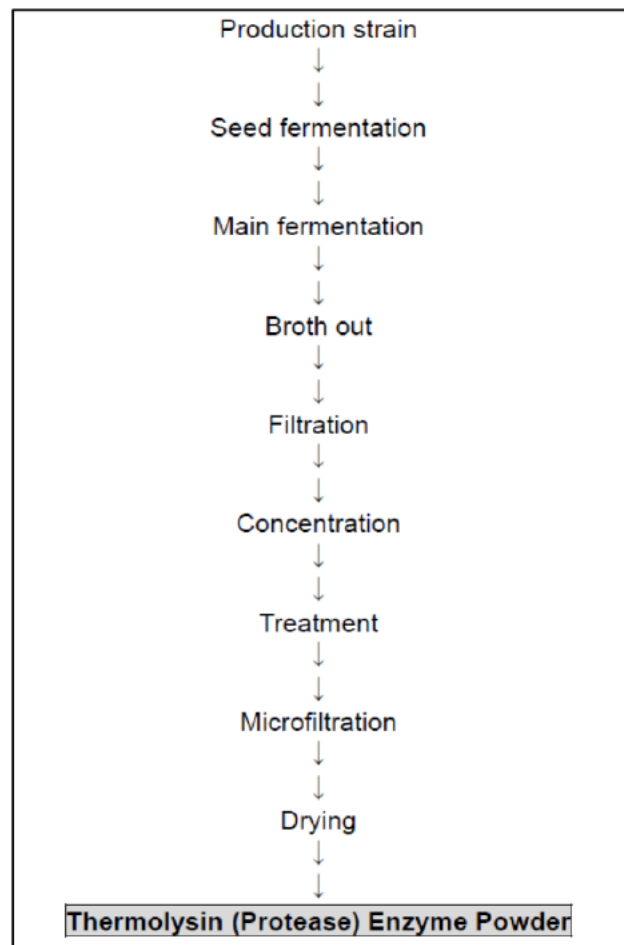 Production strain
↓
↓
Seed fermentation
↓
↓
Main fermentation
↓
↓
Broth out
↓
↓
Filtration
↓
↓
Concentration
↓
↓
Treatment
↓
↓
Microfiltration
↓
↓
Drying
↓
↓
Thermolysin (Protease) Enzyme Powder